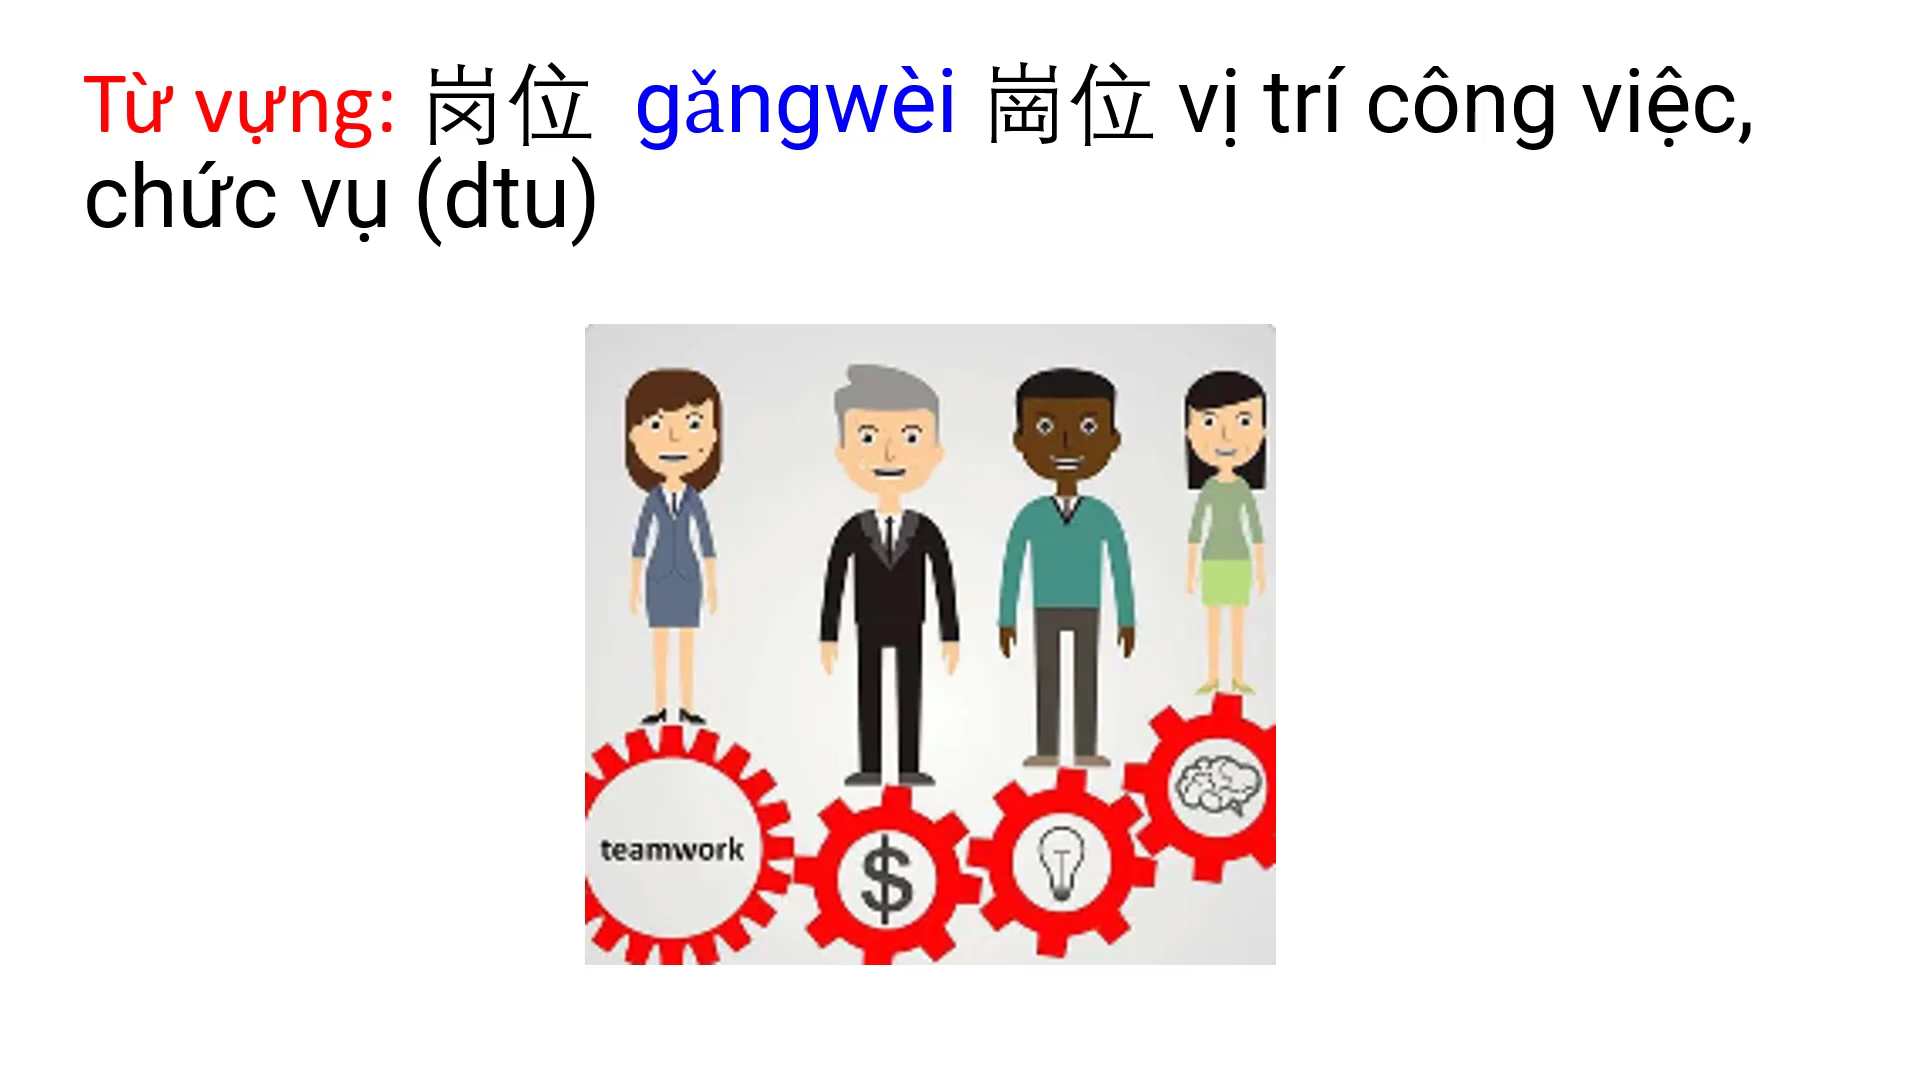 Từ vựng: 岗位 gǎngwèi 崗位 vị trí công việc,
chức vụ (dtu)
teamwork
$